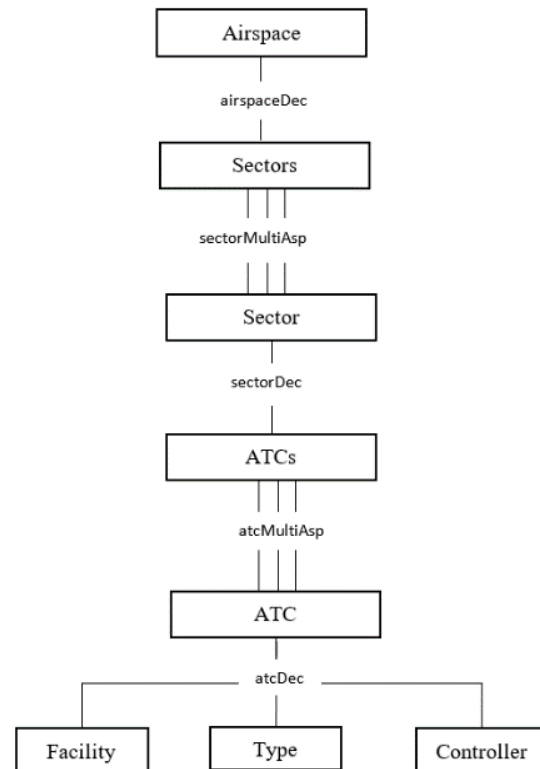 Airspace
airspaceDec
Sectors
sectorMultiAsp
Sector
sectorDec
ATCs
atcMultiAsp
ATC
atcDec
Facility
Type
Controller